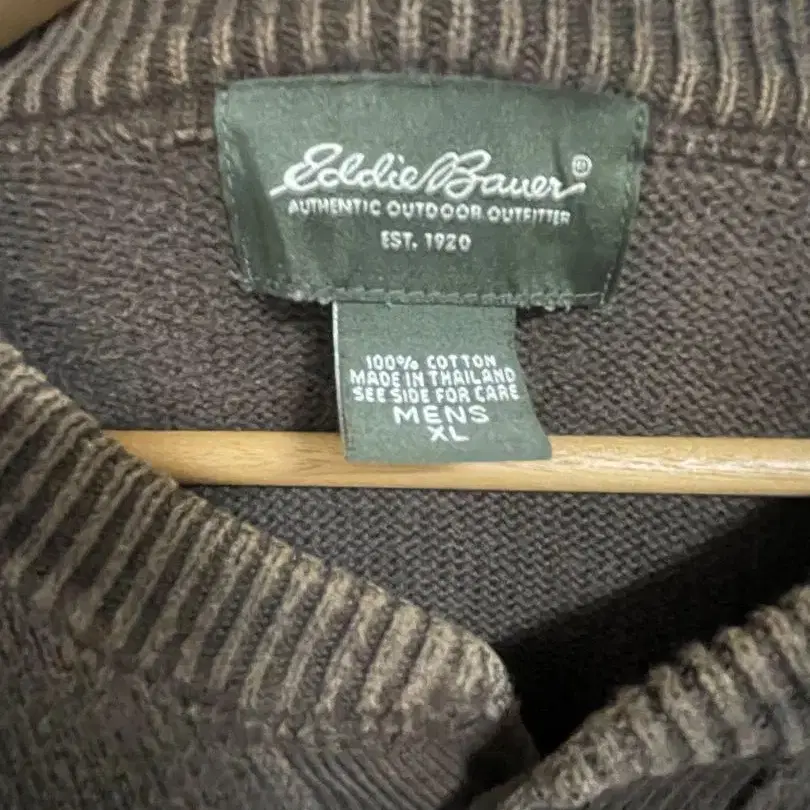 Eddie Bauer®
AUTHENTIC OUTDOOR OUTFITTER
EST. 1920
100% COTTON
MADE IN THAILAND
SEE SIDE FOR CARE
MENS
XL